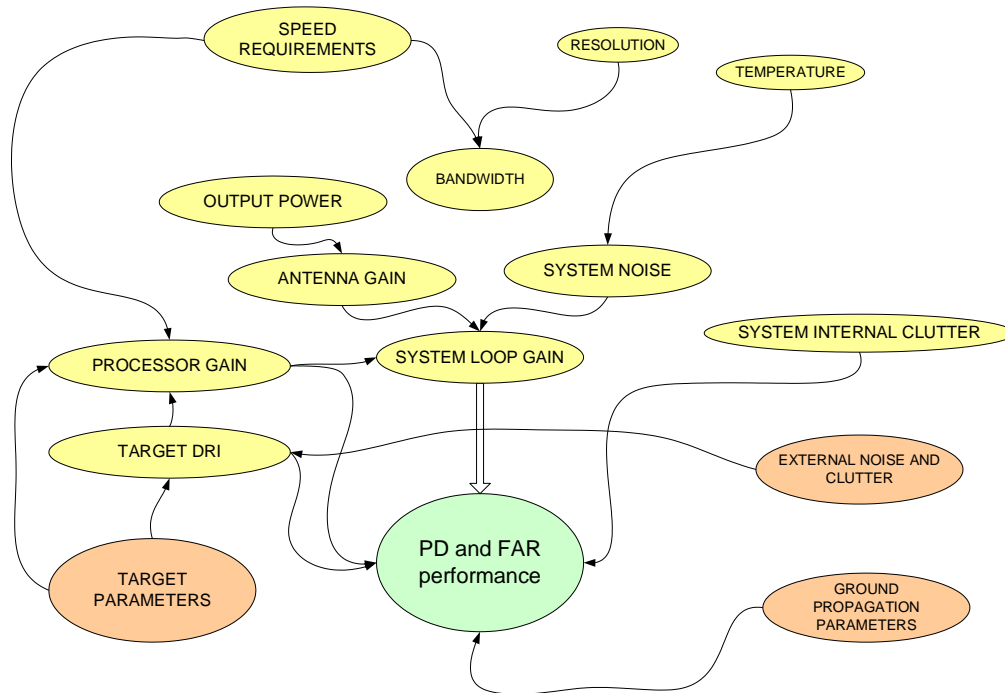 SPEED
REQUIREMENTS
RESOLUTION
TEMPERATURE
BANDWIDTH
OUTPUT POWER
ANTENNA GAIN
SYSTEM NOISE
SYSTEM INTERNAL CLUTTER
PROCESSOR GAIN
SYSTEM LOOP GAIN
TARGET DRI
EXTERNAL NOISE AND
CLUTTER
PD and FAR
performance
TARGET
PARAMETERS
GROUND
PROPAGATION
PARAMETERS